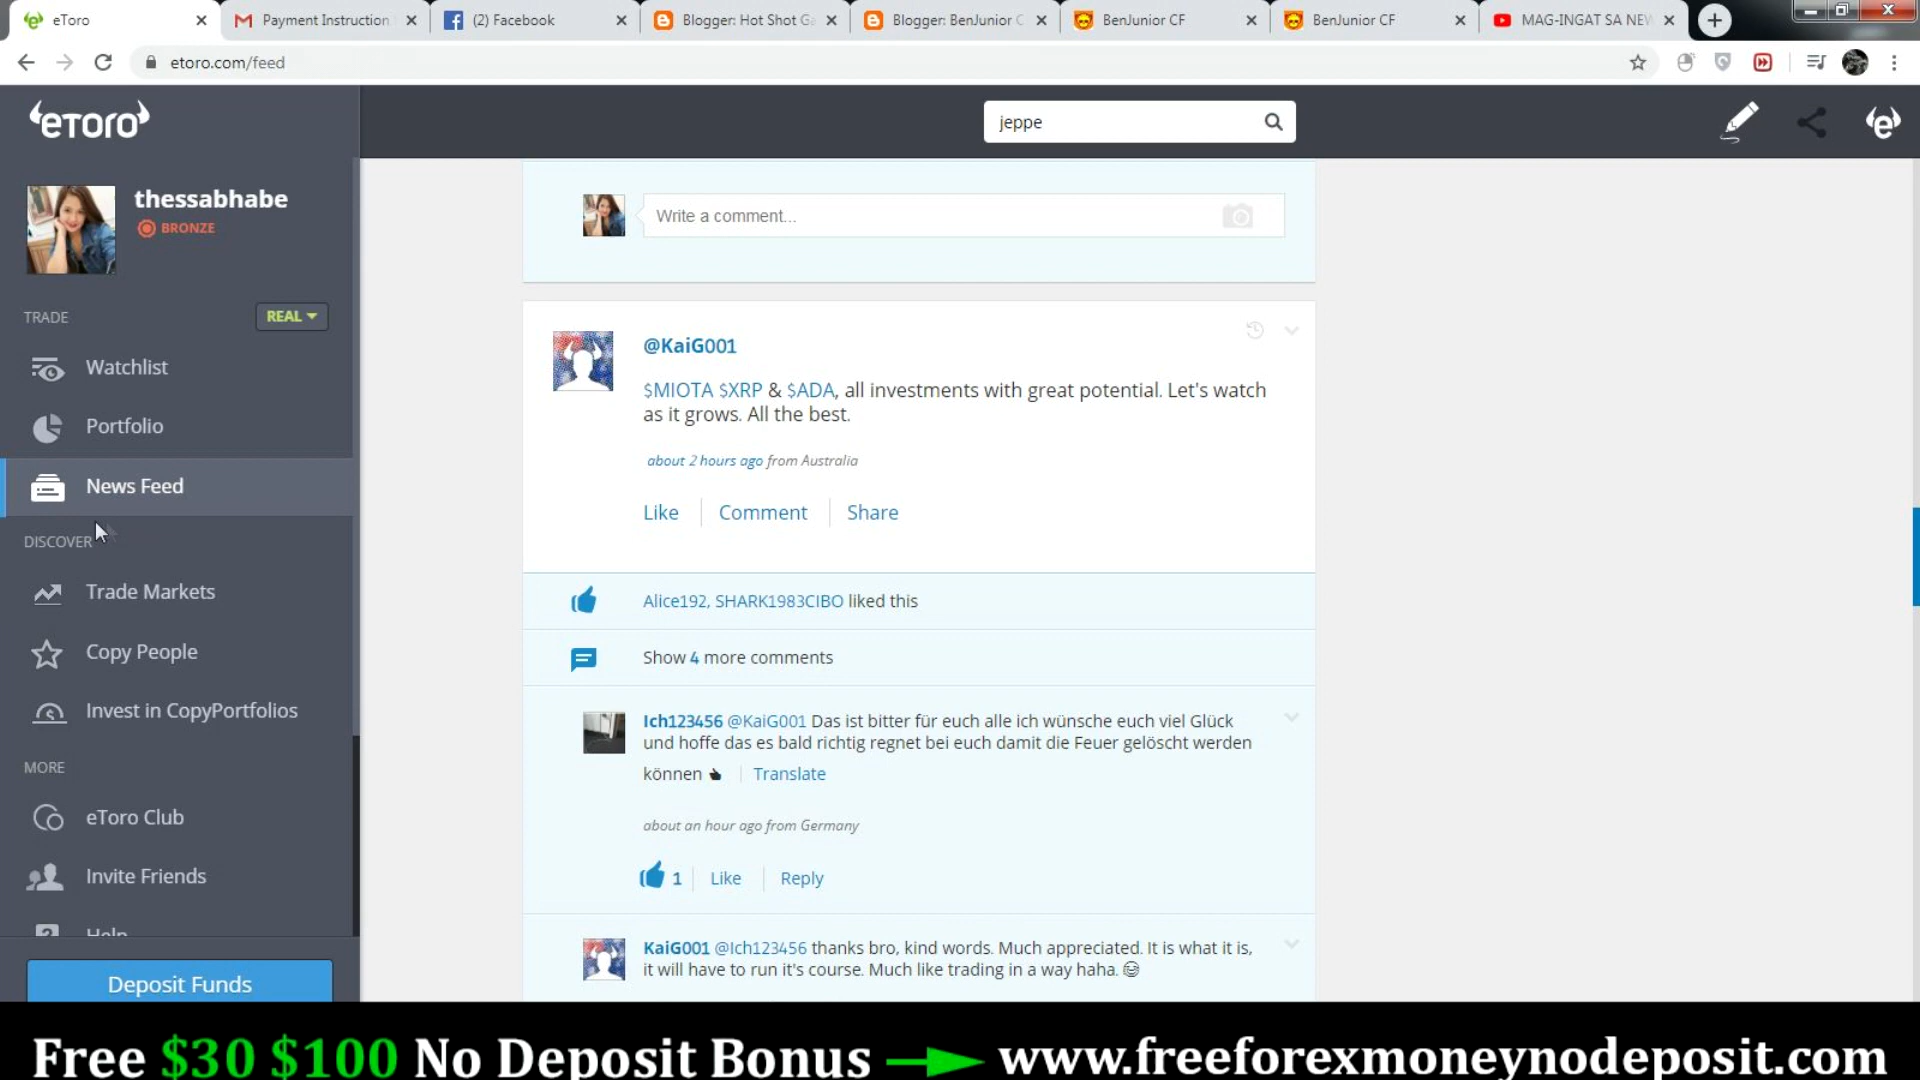 eToro
Payment Instruction
(2) Facebook
Blogger: Hot Shot Ga
Blogger: BenJunior C
BenJunior CF
BenJunior CF
MAG-INGAT SA NEW
etoro.com/feed
eToro
jeppe
thessabhabe
BRONZE
TRADE
REAL
Watchlist
Portfolio
News Feed
DISCOVER
Trade Markets
Copy People
Invest in CopyPortfolios
MORE
eToro Club
Invite Friends
Help
Deposit Funds
Write a comment...
@KaiG001
$MIOTA $XRP & $ADA, all investments with great potential. Let's watch
as it grows. All the best.
about 2 hours ago from Australia
Like
Comment
Share
Alice192, SHARK1983CIBO liked this
Show 4 more comments
Ich123456 @KaiG001 Das ist bitter für euch alle ich wünsche euch viel Glück
und hoffe das es bald richtig regnet bei euch damit die Feuer gelöscht werden
können
Translate
about an hour ago from Germany
1
Like
Reply
KaiG001 @Ich123456 thanks bro, kind words. Much appreciated. It is what it is,
it will have to run it's course. Much like trading in a way haha.
Free $30 $100 No Deposit Bonus
www.freeforexmoneynodeposit.com